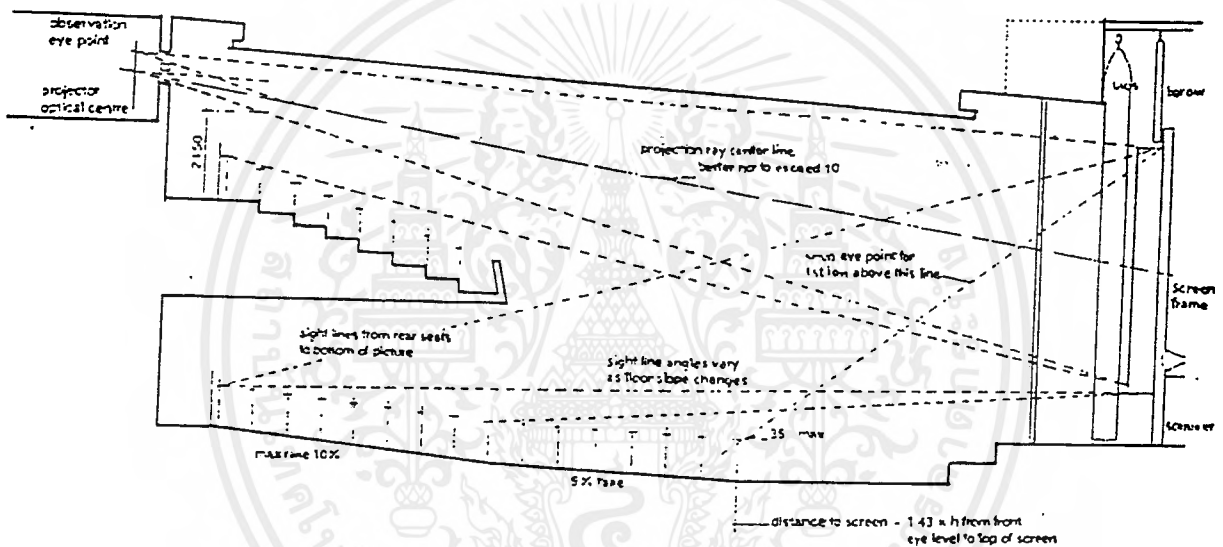 observation
eye point
projector
optical centre
2150
projection ray center line
better not to exceed 10
eye point for
1st row above this line
screen
frame
sight lines from rear seats
to bottom of picture
sight line angles vary
as floor slope changes
35 max
max rake 10%
5% rake
distance to screen - 1.43 x h from front
eye level to top of screen